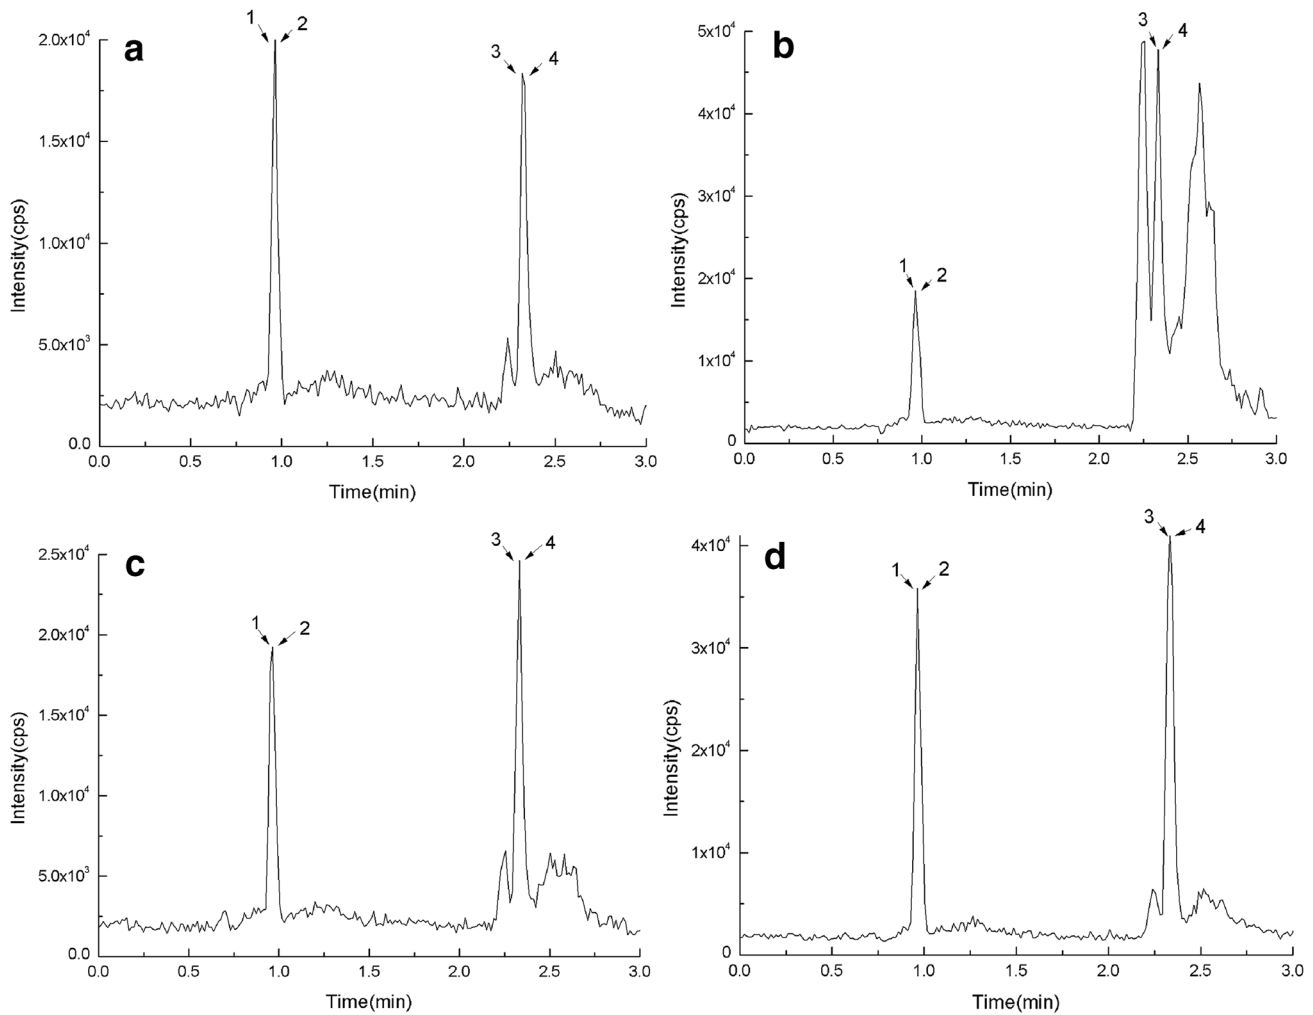 a
1 2
3 4
2.0x10⁴
1.5x10⁴
1.0x10⁴
5.0x10³
0.0
0.0 0.5 1.0 1.5 2.0 2.5 3.0
Intensity(cps)
Time(min)
b
3 4
1 2
5x10⁴
4x10⁴
3x10⁴
2x10⁴
1x10⁴
0
0.0 0.5 1.0 1.5 2.0 2.5 3.0
Intensity(cps)
Time(min)
c
3 4
1 2
2.5x10⁴
2.0x10⁴
1.5x10⁴
1.0x10⁴
5.0x10³
0.0
0.0 0.5 1.0 1.5 2.0 2.5 3.0
Intensity(cps)
Time(min)
d
3 4
1 2
4x10⁴
3x10⁴
2x10⁴
1x10⁴
0
0.0 0.5 1.0 1.5 2.0 2.5 3.0
Intensity(cps)
Time(min)